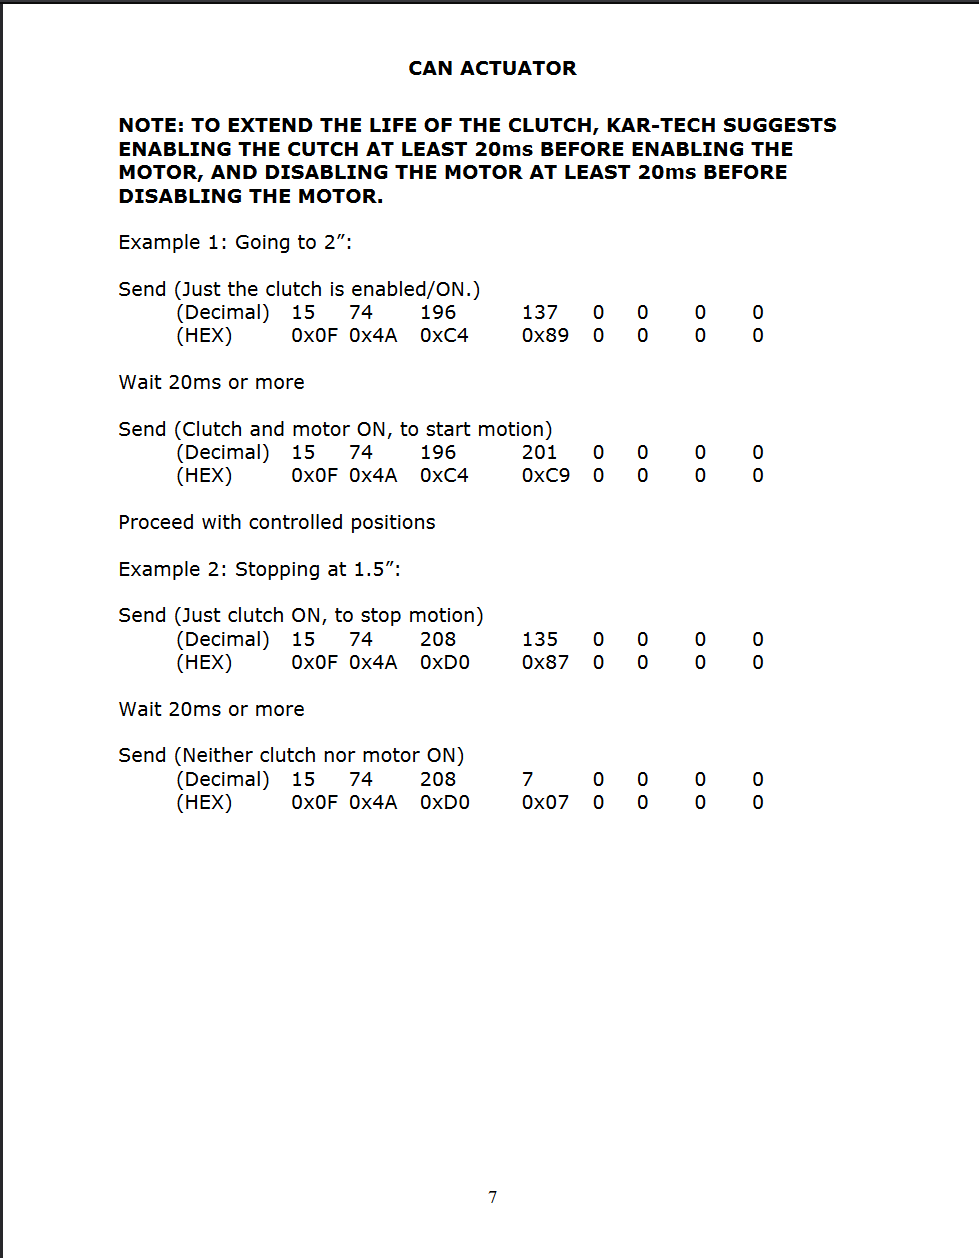 CAN ACTUATOR
NOTE: TO EXTEND THE LIFE OF THE CLUTCH, KAR-TECH SUGGESTS
ENABLING THE CUTCH AT LEAST 20ms BEFORE ENABLING THE
MOTOR, AND DISABLING THE MOTOR AT LEAST 20ms BEFORE
DISABLING THE MOTOR.
Example 1: Going to 2”:
Send (Just the clutch is enabled/ON.)
(Decimal) 15 74 196 137 0 0 0 0
(HEX) 0x0F 0x4A 0xC4 0x89 0 0 0 0
Wait 20ms or more
Send (Clutch and motor ON, to start motion)
(Decimal) 15 74 196 201 0 0 0 0
(HEX) 0x0F 0x4A 0xC4 0xC9 0 0 0 0
Proceed with controlled positions
Example 2: Stopping at 1.5”:
Send (Just clutch ON, to stop motion)
(Decimal) 15 74 208 135 0 0 0 0
(HEX) 0x0F 0x4A 0xD0 0x87 0 0 0 0
Wait 20ms or more
Send (Neither clutch nor motor ON)
(Decimal) 15 74 208 7 0 0 0 0
(HEX) 0x0F 0x4A 0xD0 0x07 0 0 0 0
7